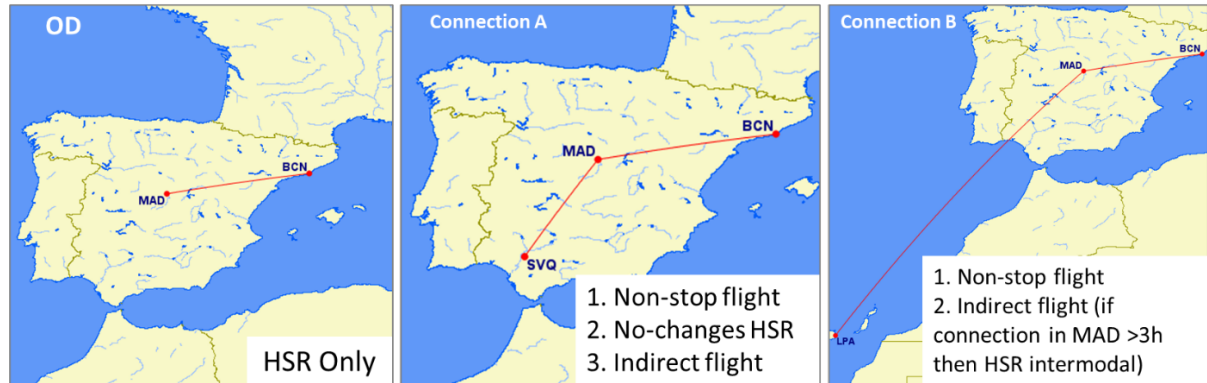 OD
MAD
BCN
HSR Only
Connection A
MAD
BCN
SVQ
1. Non-stop flight
2. No-changes HSR
3. Indirect flight
Connection B
MAD
BCN
LPA
1. Non-stop flight
2. Indirect flight (if
connection in MAD >3h
then HSR intermodal)